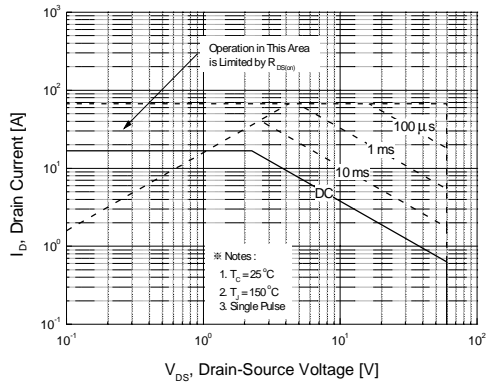 10³
10²
10¹
10⁰
10⁻¹
I_D, Drain Current [A]
Operation in This Area
is Limited by R_DS(on)
100 μs
1 ms
10 ms
DC
※ Notes :
1. T_C = 25 °C
2. T_J = 150 °C
3. Single Pulse
10⁻¹ 10⁰ 10¹ 10²
V_DS, Drain-Source Voltage [V]